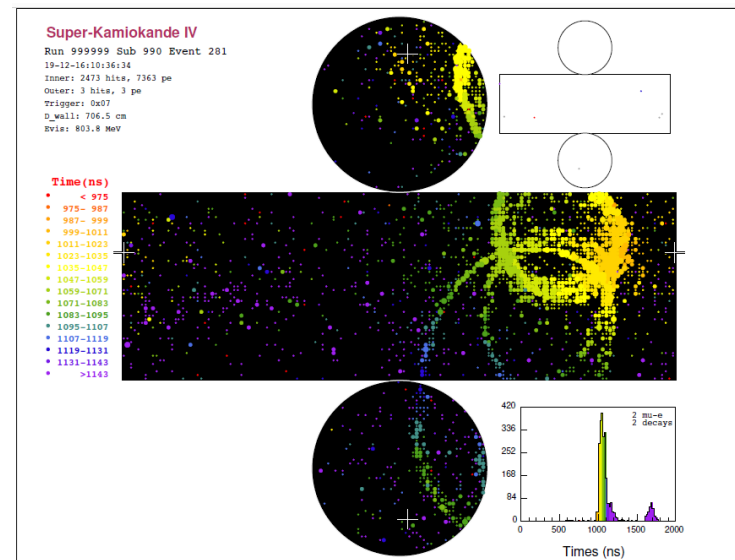 Super-Kamiokande IV
Run 999999 Sub 990 Event 281
19-12-16:10:36:34
Inner: 2473 hits, 7363 pe
Outer: 3 hits, 3 pe
Trigger: 0x07
D_wall: 706.5 cm
Evis: 803.8 MeV
Time(ns)
< 975
975- 987
987- 999
999-1011
1011-1023
1023-1035
1035-1047
1047-1059
1059-1071
1071-1083
1083-1095
1095-1107
1107-1119
1119-1131
1131-1143
>1143
2 mu-e
2 decays
420
336
252
168
84
0
0 500 1000 1500 2000
Times (ns)